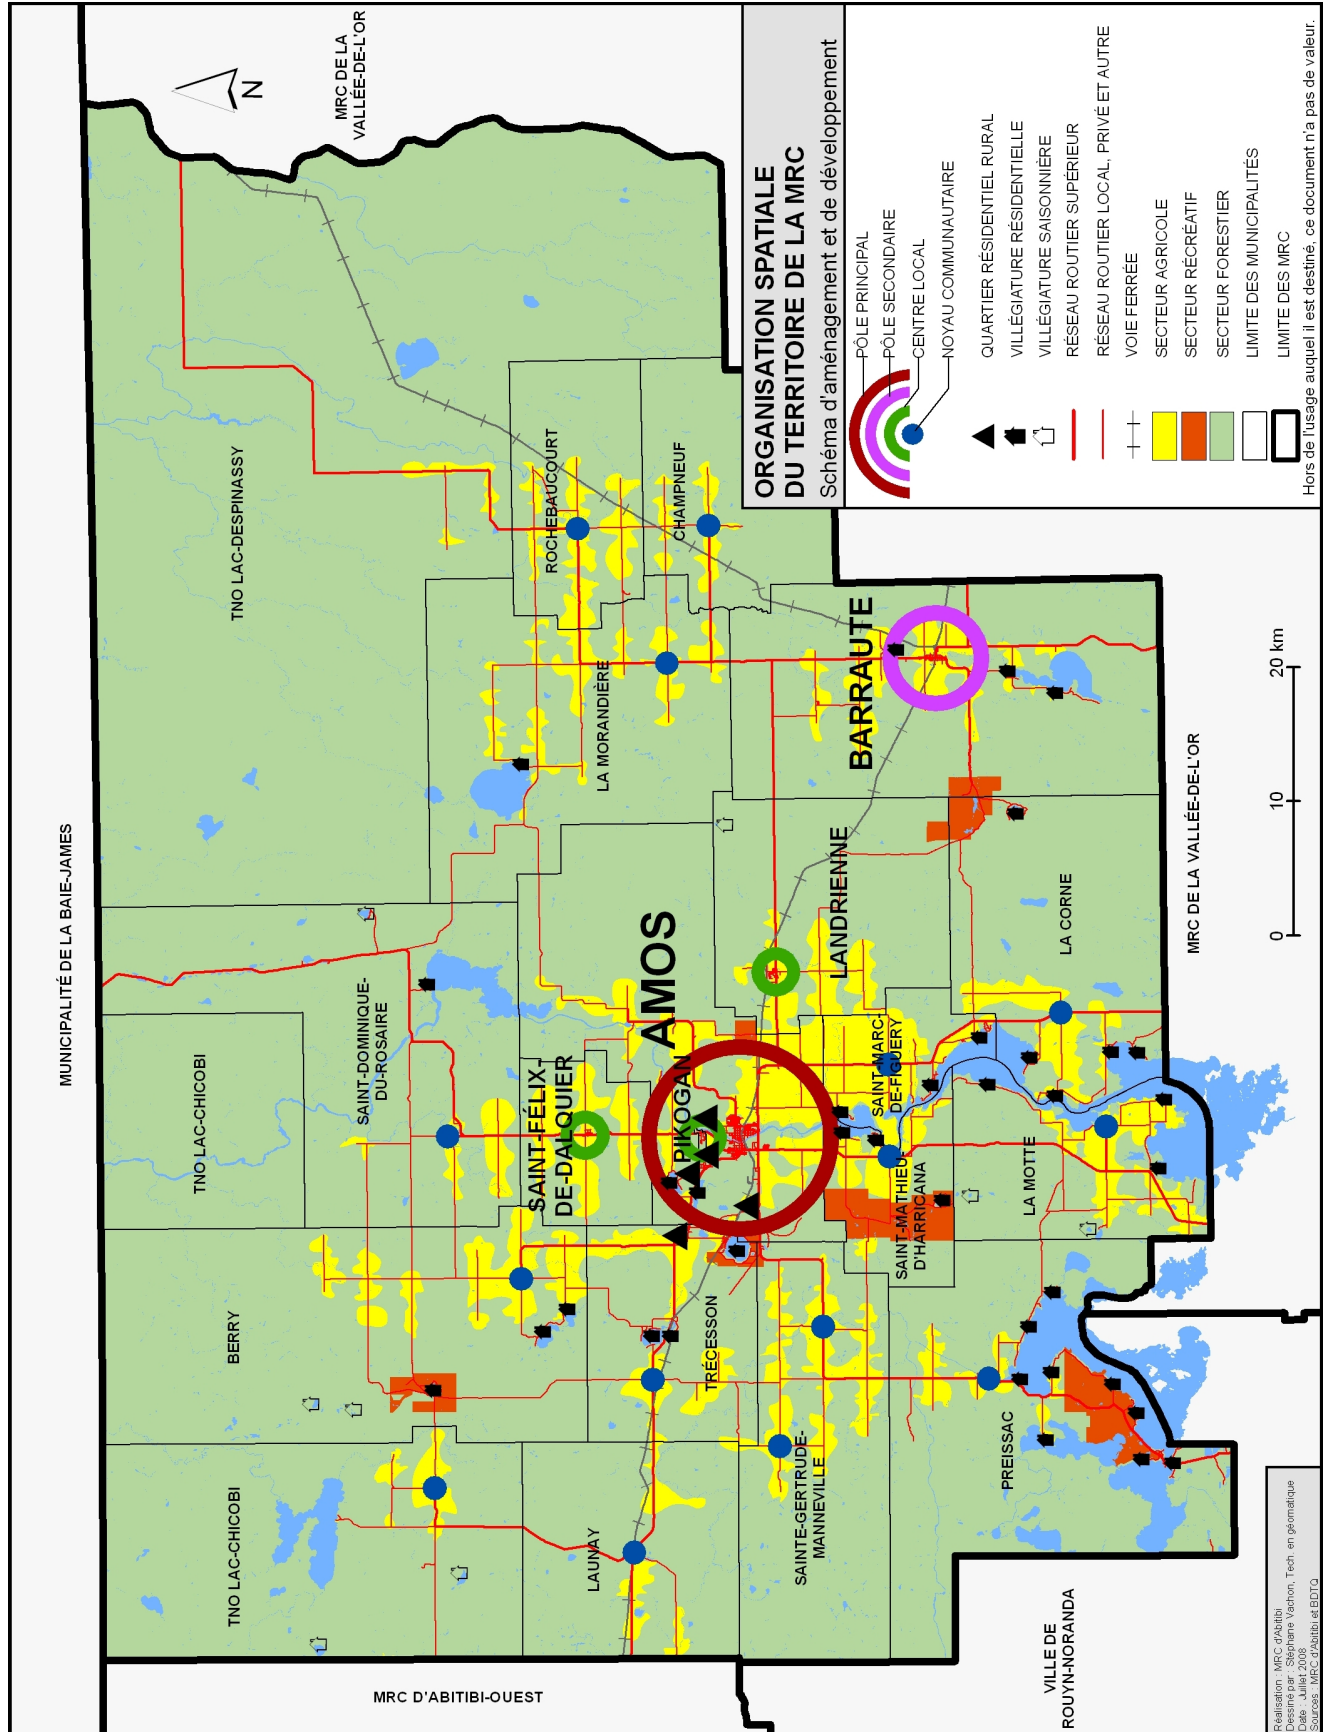 MUNICIPALITÉ DE LA BAIE-JAMES
MRC D'ABITIBI-OUEST
TNO LAC-CHICOBI
BERRY
TNO LAC-CHICOBI
SAINT-DOMINIQUE-
DU-ROSAIRE
TNO LAC-DESPINASSY
MRC DE LA
VALLÉE-DE-L'OR
N
LAUNAY
TRÉCESSON
SAINT-FÉLIX-
DE-DALQUIER
PIKOGAN
AMOS
LA MORANDIÈRE
ROCHEBAUCOURT
CHAMPNEUF
SAINTE-GERTRUDE-
MANNEVILLE
SAINT-MATHIEU-
D'HARRICANA
SAINT-MARC-
DE-FIGUERY
LANDRIENNE
BARRAUTE
PREISSAC
LA MOTTE
LA CORNE
VILLE DE
ROUYN-NORANDA
MRC DE LA VALLÉE-DE-L'OR
0 10 20 km
ORGANISATION SPATIALE
DU TERRITOIRE DE LA MRC
Schéma d'aménagement et de développement
PÔLE PRINCIPAL
PÔLE SECONDAIRE
CENTRE LOCAL
NOYAU COMMUNAUTAIRE
QUARTIER RÉSIDENTIEL RURAL
VILLÉGIATURE RÉSIDENTIELLE
VILLÉGIATURE SAISONNIÈRE
RÉSEAU ROUTIER SUPÉRIEUR
RÉSEAU ROUTIER LOCAL, PRIVÉ ET AUTRE
VOIE FERRÉE
SECTEUR AGRICOLE
SECTEUR RÉCRÉATIF
SECTEUR FORESTIER
LIMITE DES MUNICIPALITÉS
LIMITE DES MRC
Hors de l'usage auquel il est destiné, ce document n'a pas de valeur.
Réalisation : MRC d'Abitibi
Dessiné par : Stéphane Vachon, Tech. en géomatique
Date : Juillet 2008
Sources : MRC d'Abitibi et BDTQ